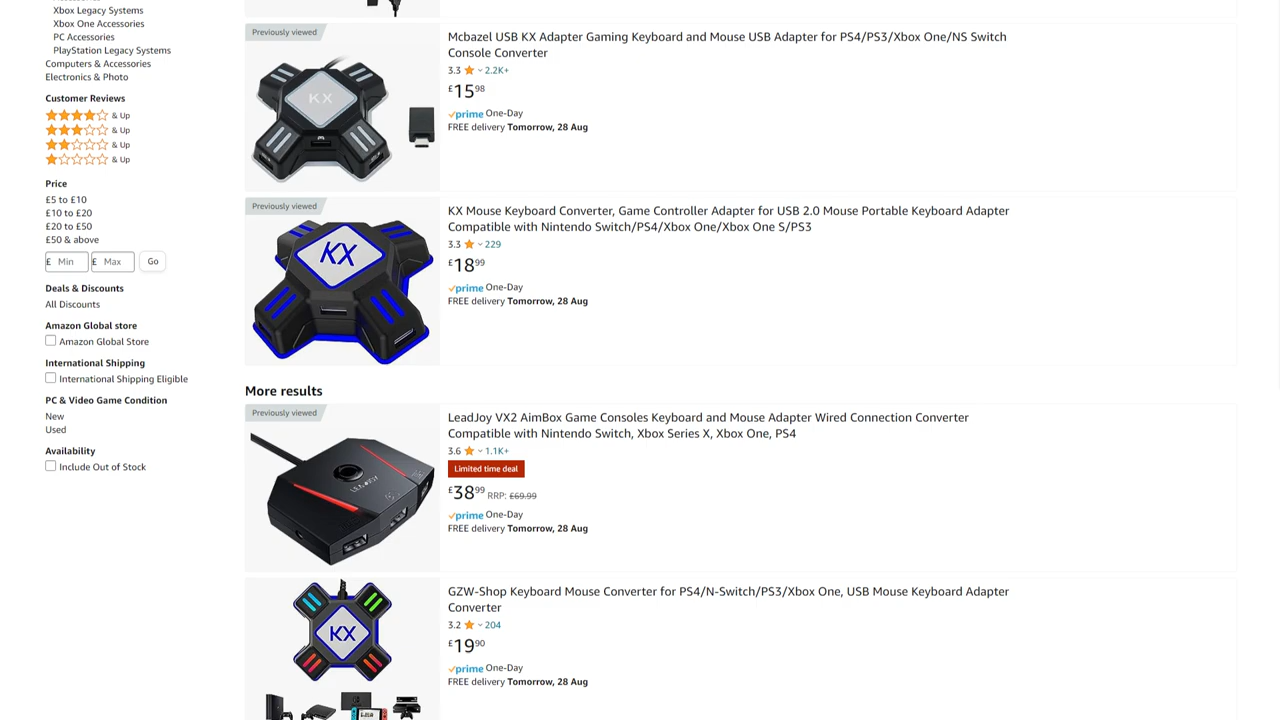 Xbox Legacy Systems
Xbox One Accessories
PC Accessories
PlayStation Legacy Systems
Computers & Accessories
Electronics & Photo
Customer Reviews
& Up
& Up
& Up
& Up
Price
£5 to £10
£10 to £20
£20 to £50
£50 & above
£ Min £ Max Go
Deals & Discounts
All Discounts
Amazon Global store
Amazon Global Store
International Shipping
International Shipping Eligible
PC & Video Game Condition
New
Used
Availability
Include Out of Stock
Previously viewed
KX
Mcbazel USB KX Adapter Gaming Keyboard and Mouse USB Adapter for PS4/PS3/Xbox One/NS Switch
Console Converter
3.3 2.2K+
£15 98
prime One-Day
FREE delivery Tomorrow, 28 Aug
Previously viewed
KX
KX Mouse Keyboard Converter, Game Controller Adapter for USB 2.0 Mouse Portable Keyboard Adapter
Compatible with Nintendo Switch/PS4/Xbox One/Xbox One S/PS3
3.3 229
£18 99
prime One-Day
FREE delivery Tomorrow, 28 Aug
More results
Previously viewed
LEADJOY
LeadJoy VX2 AimBox Game Consoles Keyboard and Mouse Adapter Wired Connection Converter
Compatible with Nintendo Switch, Xbox Series X, Xbox One, PS4
3.6 1.1K+
Limited time deal
£38 99 RRP: £69.99
prime One-Day
FREE delivery Tomorrow, 28 Aug
KX
GZW-Shop Keyboard Mouse Converter for PS4/N-Switch/PS3/Xbox One, USB Mouse Keyboard Adapter
Converter
3.2 204
£19 90
prime One-Day
FREE delivery Tomorrow, 28 Aug